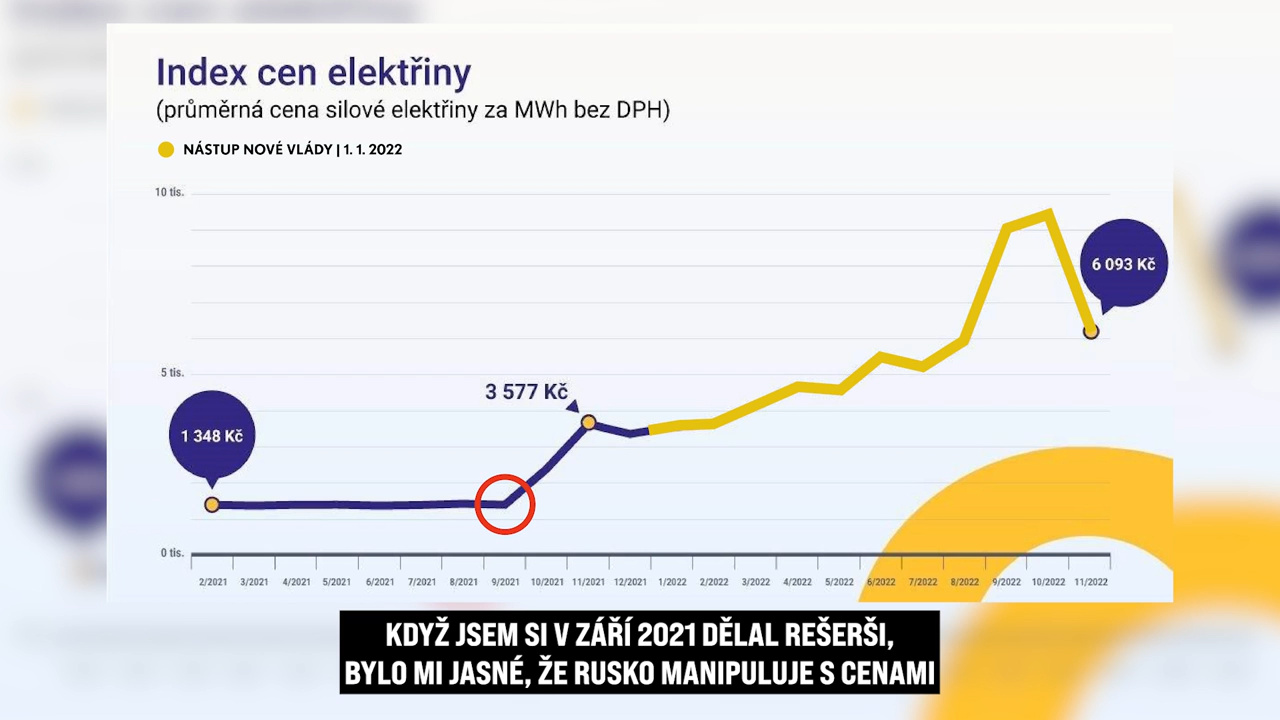 Index cen elektřiny
(průměrná cena silové elektřiny za MWh bez DPH)
NÁSTUP NOVÉ VLÁDY | 1. 1. 2022
10 tis.
5 tis.
0 tis.
1 348 Kč
3 577 Kč
6 093 Kč
2/2021 3/2021 4/2021 5/2021 6/2021 7/2021 8/2021 9/2021 10/2021 11/2021 12/2021 1/2022 2/2022 3/2022 4/2022 5/2022 6/2022 7/2022 8/2022 9/2022 10/2022 11/2022
KDYŽ JSEM SI V ZÁŘÍ 2021 DĚLAL REŠERŠI,
BYLO MI JASNÉ, ŽE RUSKO MANIPULUJE S CENAMI